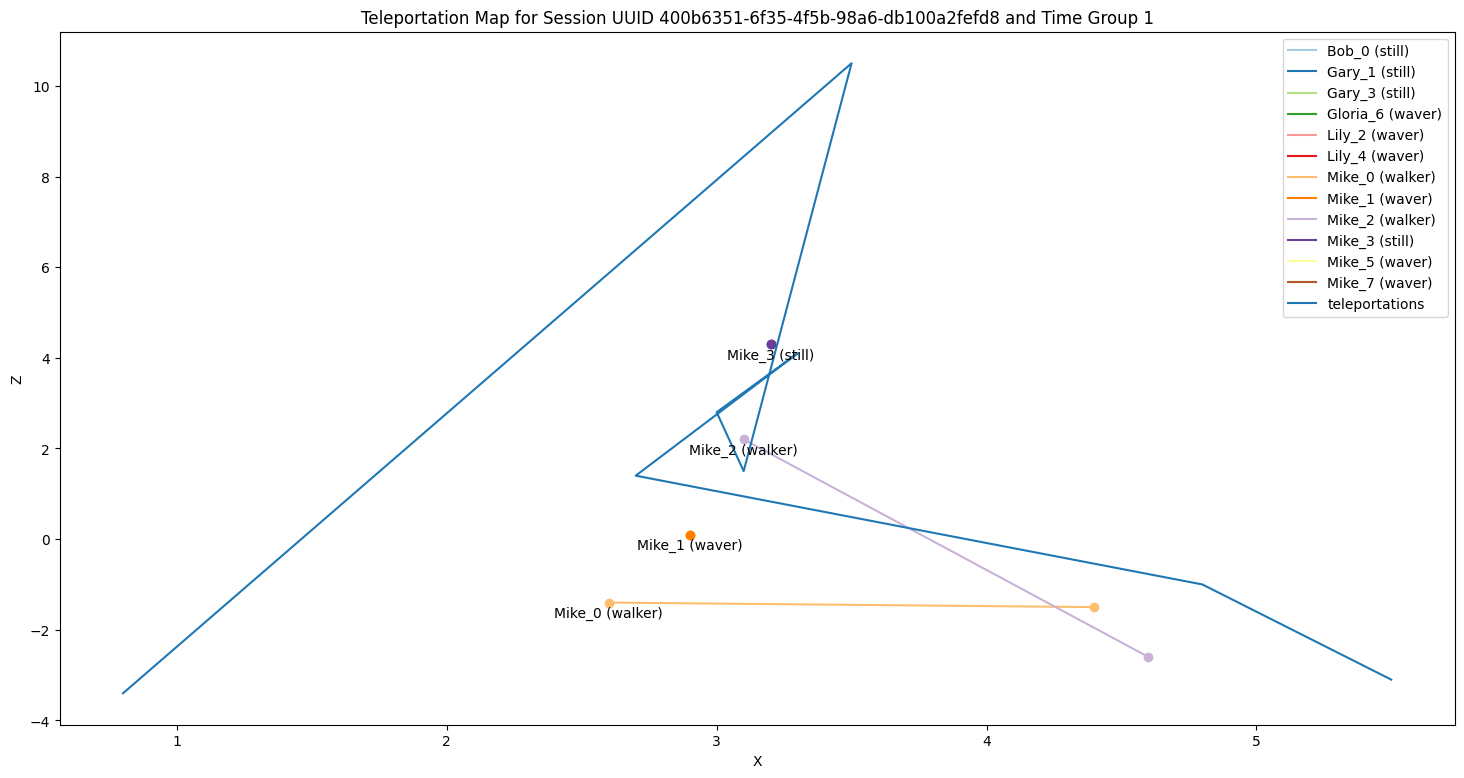 Teleportation Map for Session UUID 400b6351-6f35-4f5b-98a6-db100a2fefd8 and Time Group 1
Bob_0 (still)
Gary_1 (still)
Gary_3 (still)
Gloria_6 (waver)
Lily_2 (waver)
Lily_4 (waver)
Mike_0 (walker)
Mike_1 (waver)
Mike_2 (walker)
Mike_3 (still)
Mike_5 (waver)
Mike_7 (waver)
teleportations
10
8
6
4
2
0
−2
−4
Z
Mike_3 (still)
Mike_2 (walker)
Mike_1 (waver)
Mike_0 (walker)
1 2 3 4 5
X